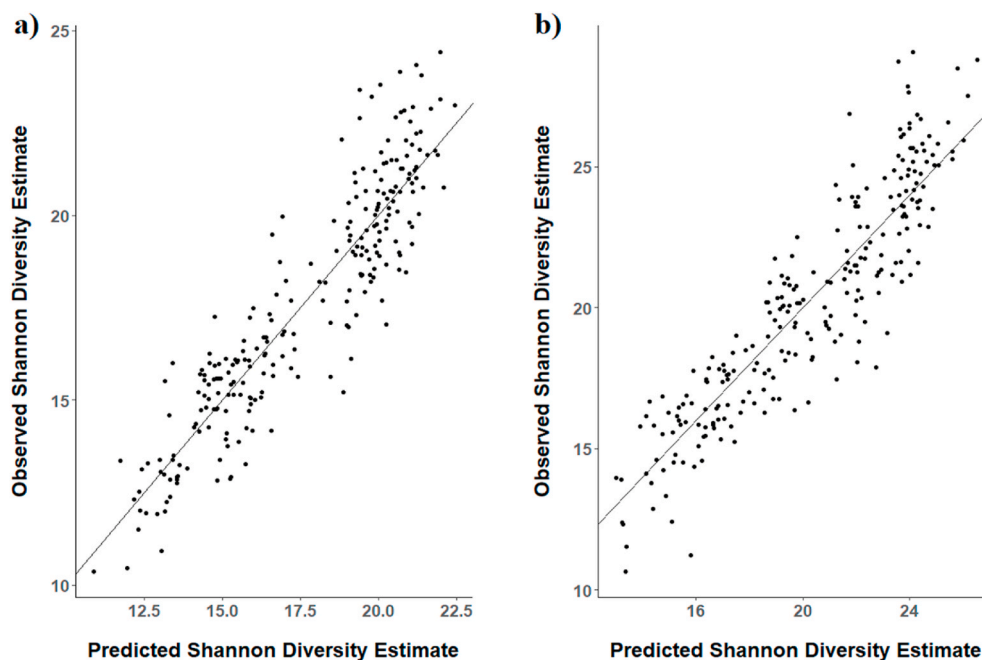 a)
25
20
15
10
Observed Shannon Diversity Estimate
12.5 15.0 17.5 20.0 22.5
Predicted Shannon Diversity Estimate
b)
25
20
15
10
Observed Shannon Diversity Estimate
16 20 24
Predicted Shannon Diversity Estimate